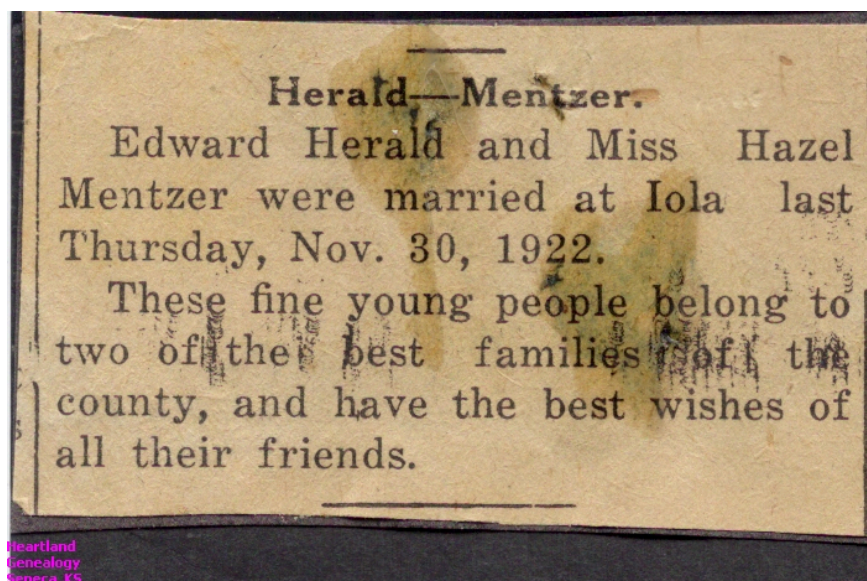 Herald—Mentzer.
Edward Herald and Miss Hazel
Mentzer were married at Iola last
Thursday, Nov. 30, 1922.
These fine young people belong to
two of the best families of the
county, and have the best wishes of
all their friends.
Heartland
Genealogy
Seneca, KS